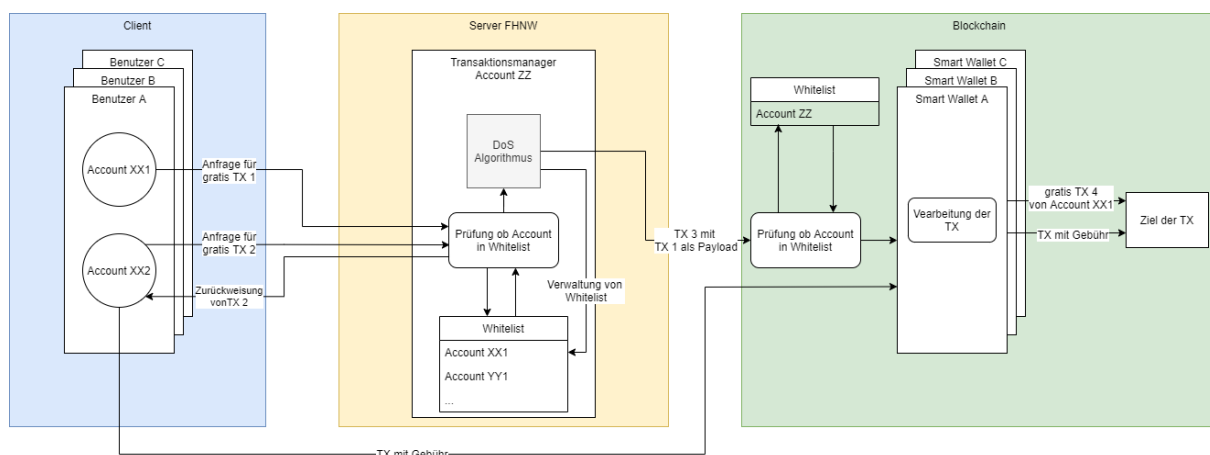 Client
Benutzer C
Benutzer B
Benutzer A
Account XX1
Account XX2
Anfrage für
gratis TX 1
Anfrage für
gratis TX 2
Zurückweisung
vonTX 2
TX mit Gebühr
Server FHNW
Transaktionsmanager
Account ZZ
DoS
Algorithmus
Prüfung ob Account
in Whitelist
Verwaltung von
Whitelist
Whitelist
Account XX1
Account YY1
...
TX 3 mit
TX 1 als Payload
Blockchain
Whitelist
Account ZZ
Prüfung ob Account
in Whitelist
Smart Wallet C
Smart Wallet B
Smart Wallet A
Vearbeitung der
TX
gratis TX 4
von Account XX1
TX mit Gebühr
Ziel der TX